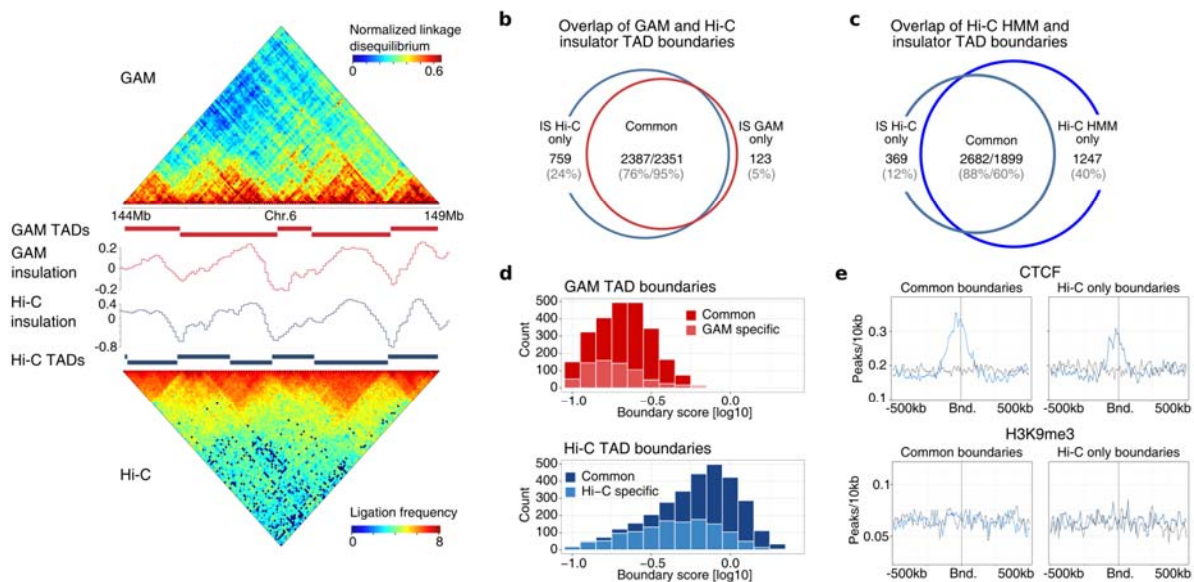 Normalized linkage
disequilibrium
0 0.6
GAM
144Mb Chr.6 149Mb
GAM TADs
GAM
insulation
0.2
0
-0.2
Hi-C
insulation
0.4
0
-0.8
Hi-C TADs
Hi-C
Ligation frequency
0 8
b
Overlap of GAM and Hi-C
insulator TAD boundaries
IS Hi-C
only
759
(24%)
Common
2387/2351
(76%/95%)
IS GAM
only
123
(5%)
c
Overlap of Hi-C HMM and
insulator TAD boundaries
IS Hi-C
only
369
(12%)
Common
2682/1899
(88%/60%)
Hi-C HMM
only
1247
(40%)
d
GAM TAD boundaries
Count
500
400
300
200
100
0
Common
GAM specific
−1.0 −0.5 0.0
Boundary score [log10]
Hi-C TAD boundaries
Count
500
400
300
200
100
0
Common
Hi−C specific
−1.0 −0.5 0.0
Boundary score [log10]
e
CTCF
Common boundaries Hi-C only boundaries
Peaks/10kb
0.3
0.2
0.1
-500kb Bnd. 500kb -500kb Bnd. 500kb
H3K9me3
Common boundaries Hi-C only boundaries
Peaks/10kb
0.1
0.05
-500kb Bnd. 500kb -500kb Bnd. 500kb